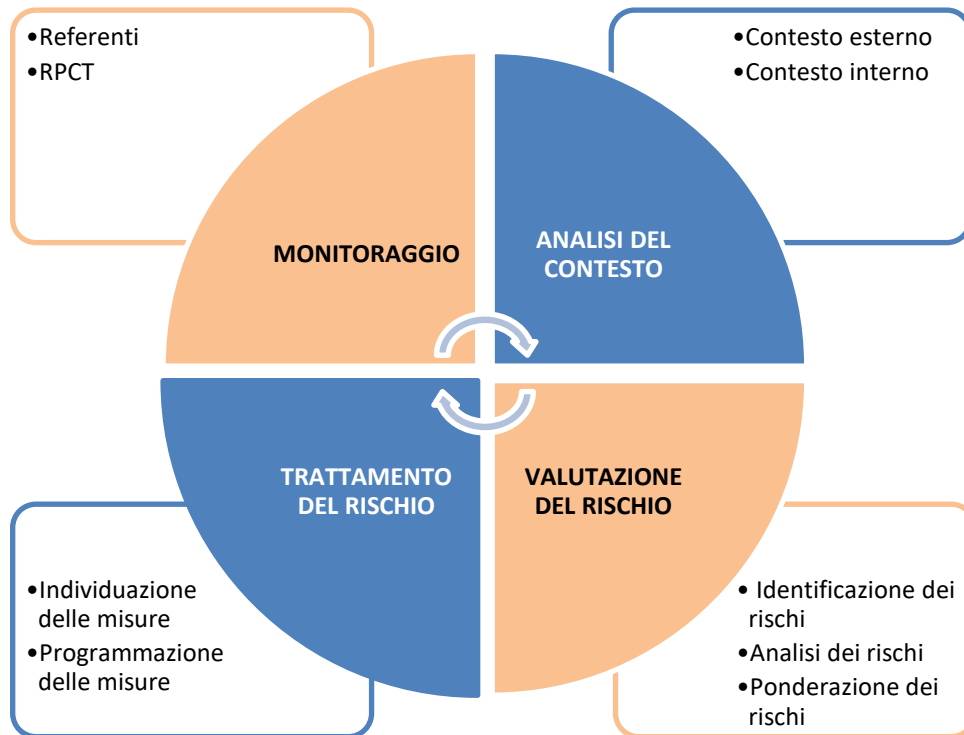 •Referenti
•RPCT
•Contesto esterno
•Contesto interno
MONITORAGGIO
ANALISI DEL
CONTESTO
TRATTAMENTO
DEL RISCHIO
VALUTAZIONE
DEL RISCHIO
•Individuazione
delle misure
•Programmazione
delle misure
• Identificazione dei
rischi
•Analisi dei rischi
•Ponderazione dei
rischi